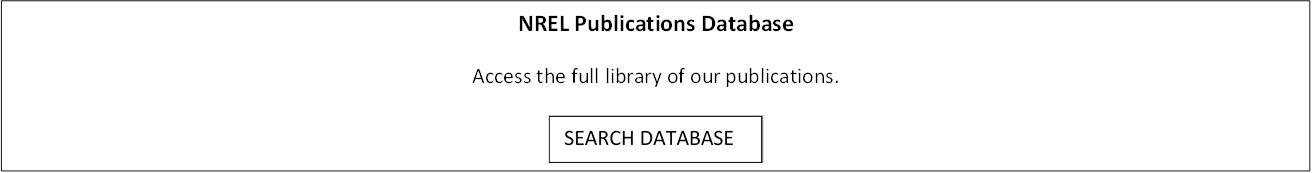 NREL Publications Database
Access the full library of our publications.
SEARCH DATABASE